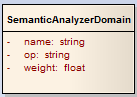 SemanticAnalyzerDomain
- name: string
- op: string
- weight: float